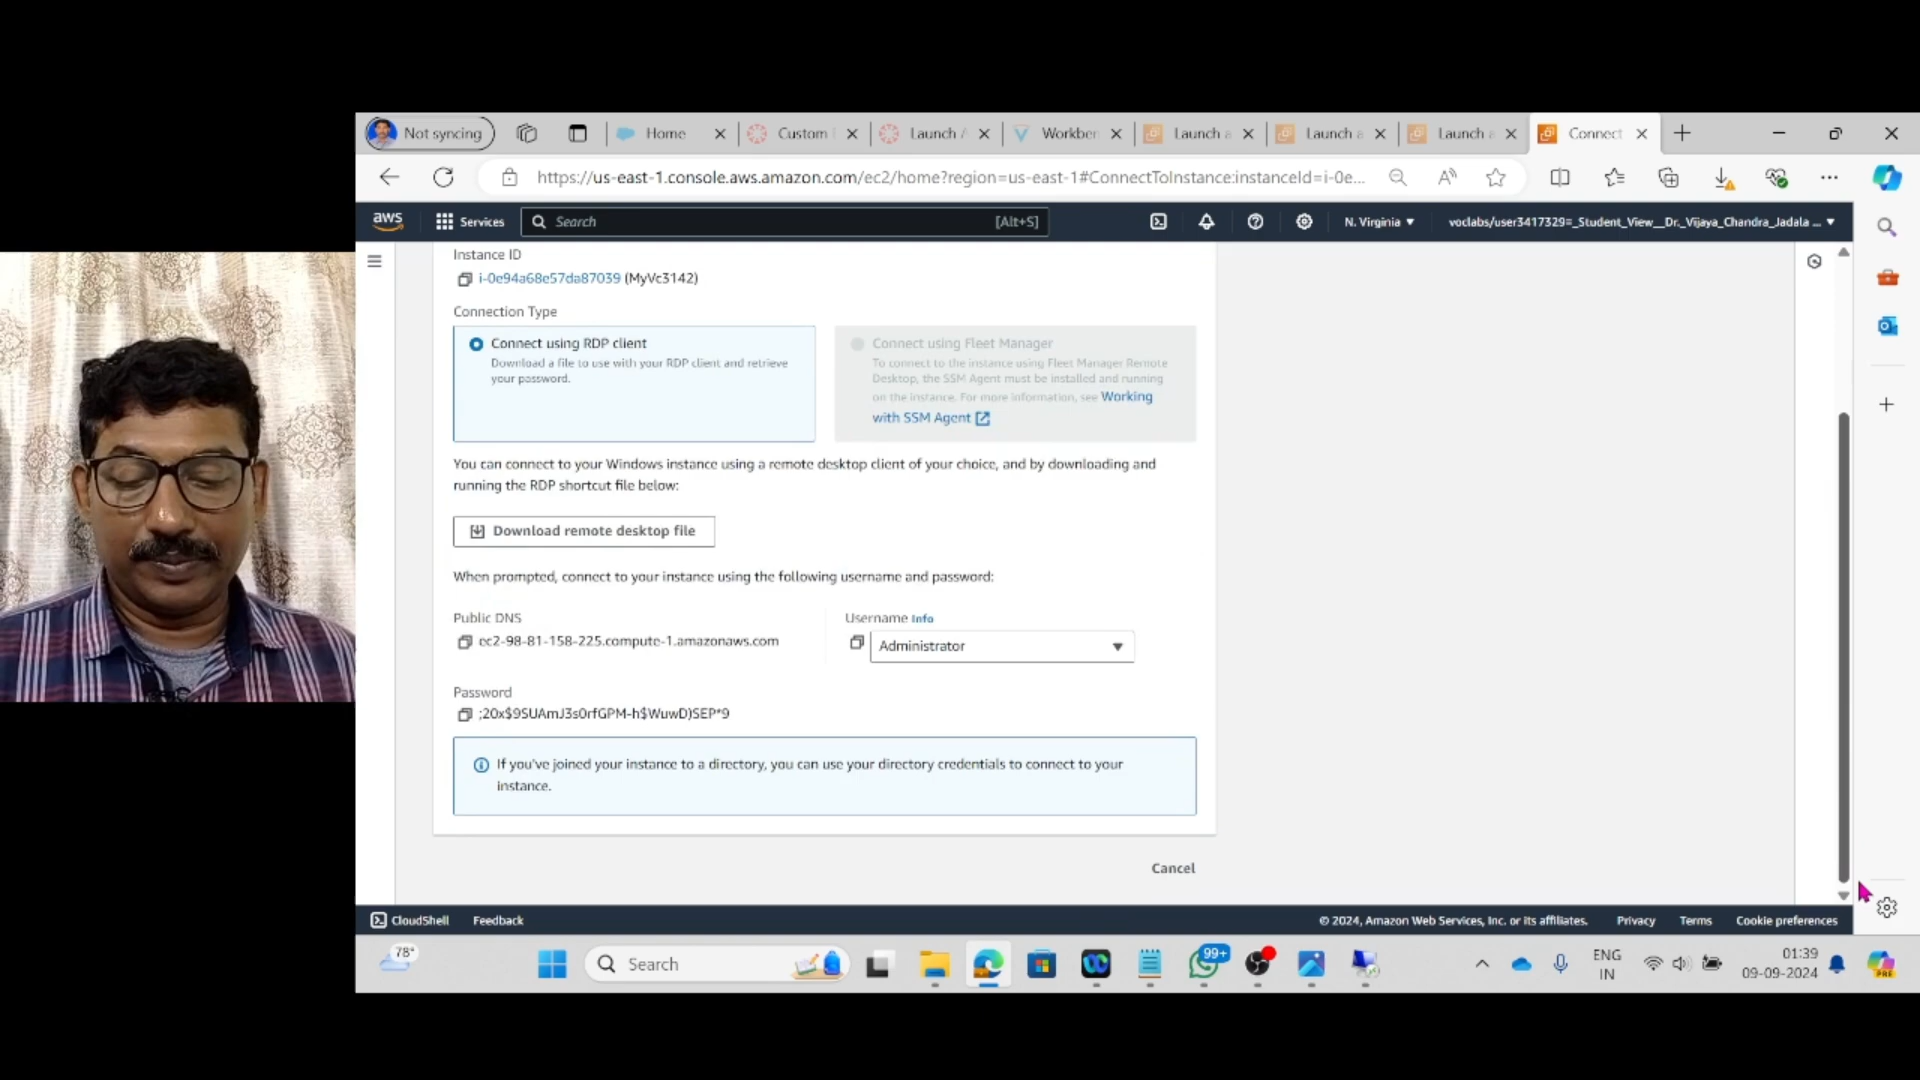 Not syncing
Home
Custom
Launch
Workben
Launch
Launch
Launch
Connect
https://us-east-1.console.aws.amazon.com/ec2/home?region=us-east-1#ConnectToInstance:instanceId=i-0e...
aws
Services
Search
[Alt+S]
N. Virginia
voclabs/user3417329=_Student_View__Dr._Vijaya_Chandra_Jadala ...
Instance ID
i-0e94a68e57da87039 (MyVc3142)
Connection Type
Connect using RDP client
Download a file to use with your RDP client and retrieve
your password.
Connect using Fleet Manager
To connect to the instance using Fleet Manager Remote
Desktop, the SSM Agent must be installed and running
on the instance. For more information, see Working
with SSM Agent
You can connect to your Windows instance using a remote desktop client of your choice, and by downloading and
running the RDP shortcut file below:
Download remote desktop file
When prompted, connect to your instance using the following username and password:
Public DNS
ec2-98-81-158-225.compute-1.amazonaws.com
Username Info
Administrator
Password
;20x$9SUAmJ3s0rfGPM-h$WuwD)SEP*9
If you've joined your instance to a directory, you can use your directory credentials to connect to your
instance.
Cancel
CloudShell
Feedback
© 2024, Amazon Web Services, Inc. or its affiliates.
Privacy
Terms
Cookie preferences
78°
Search
99+
ENG
IN
01:39
09-09-2024
PRE